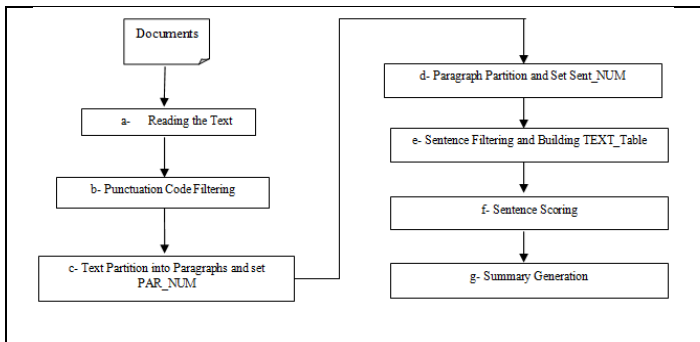 Documents
a- Reading the Text
b- Punctuation Code Filtering
c- Text Partition into Paragraphs and set
PAR_NUM
d- Paragraph Partition and Set Sent_NUM
e- Sentence Filtering and Building TEXT_Table
f- Sentence Scoring
g- Summary Generation